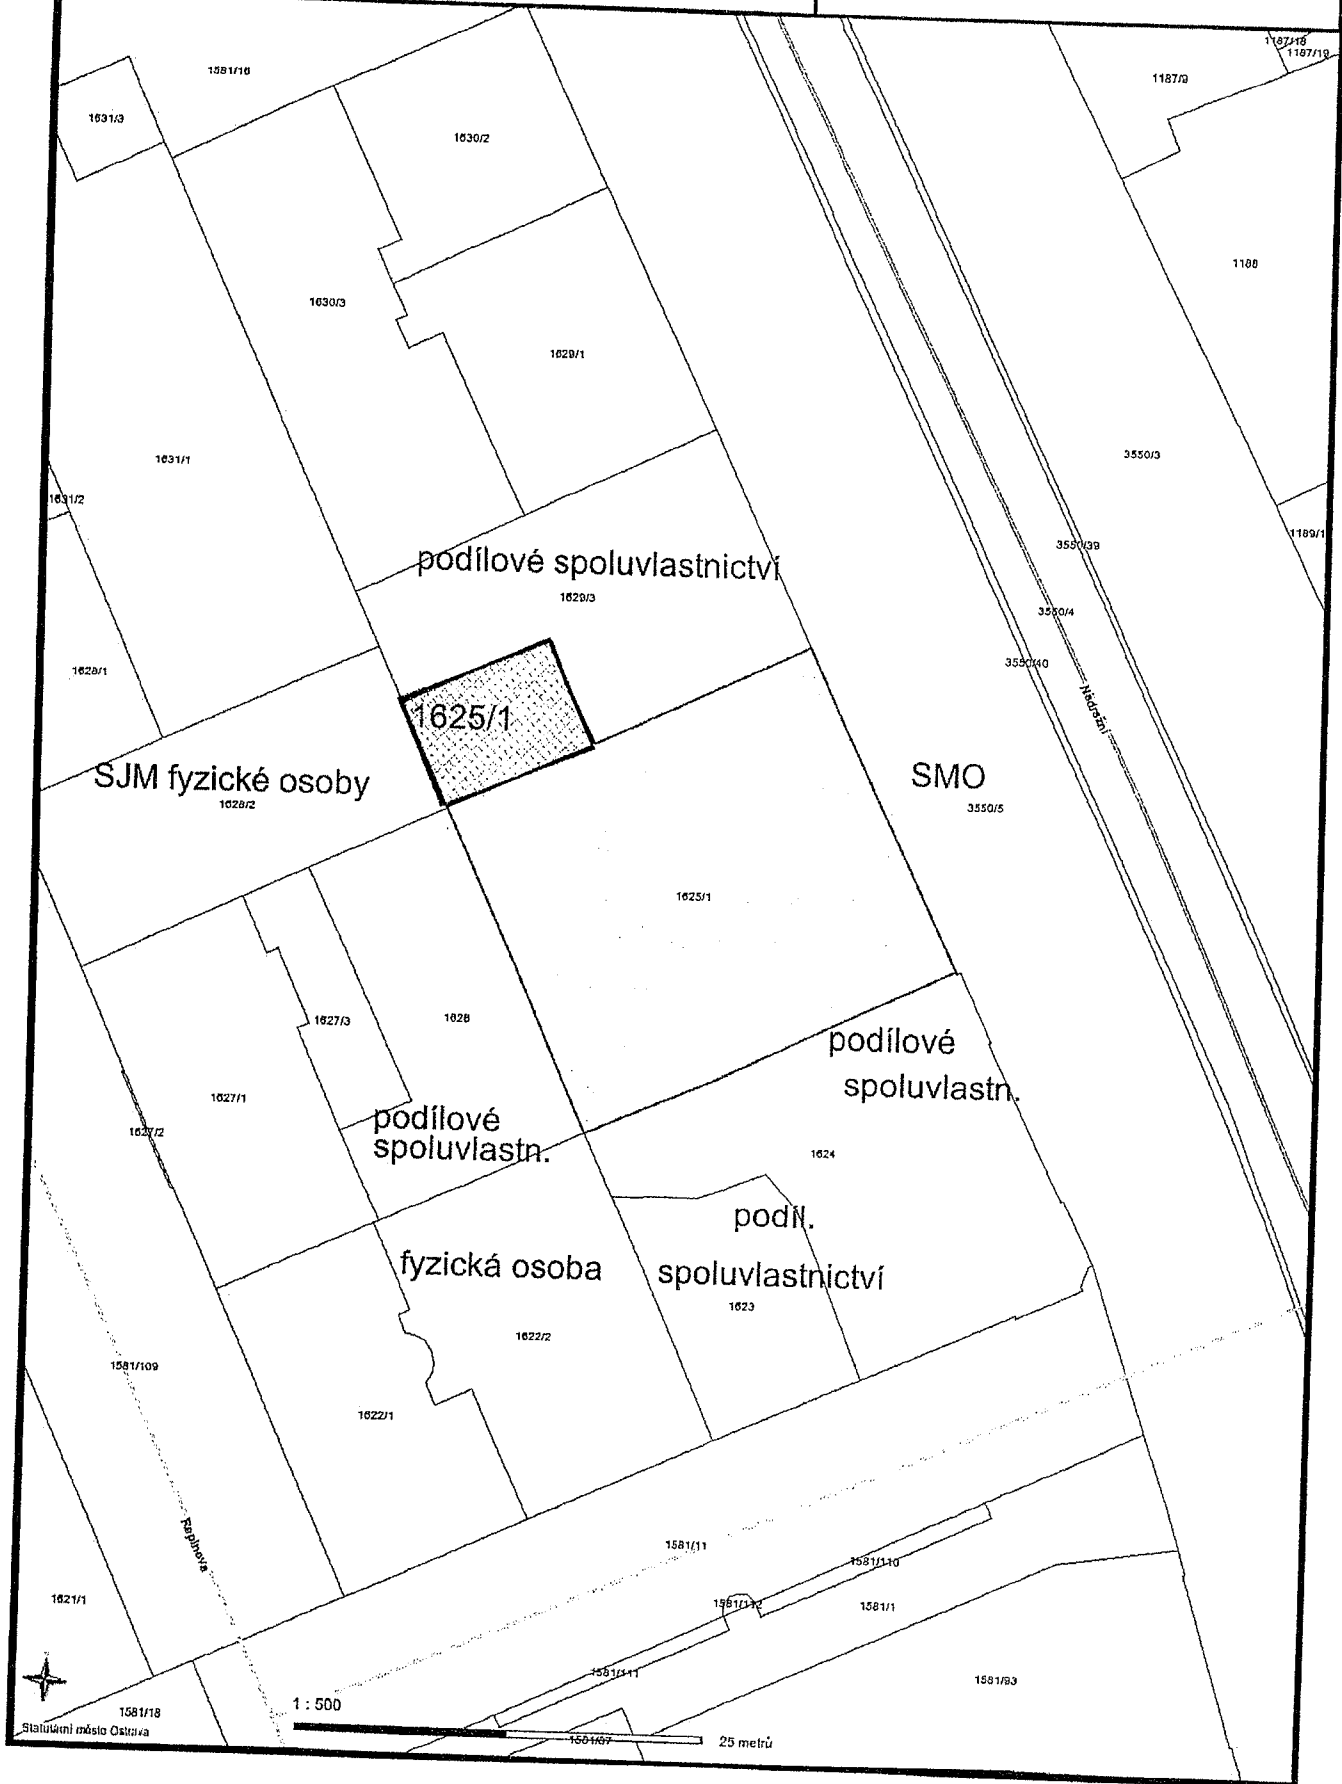 1187/18
1187/19
1581/16
1187/9
1631/3
1630/2
1188
1630/3
1629/1
1631/1
3550/3
1631/2
1189/1
3550/39
podílové spoluvlastnictví
1629/3
3550/4
3550/40
1628/1
Nádražní
1625/1
SJM fyzické osoby
1628/2
SMO
3550/5
1625/1
1627/3
1626
podílové
spoluvlastn.
1627/1
1627/2
podílové
spoluvlastn.
1624
podíl.
spoluvlastnictví
fyzická osoba
1623
1622/2
1581/109
1622/1
Repinova
1581/11
1581/110
1621/1
1581/112
1581/1
1581/111
1581/93
1 : 500
1581/18
Statutární město Ostrava
1581/87
25 metrů